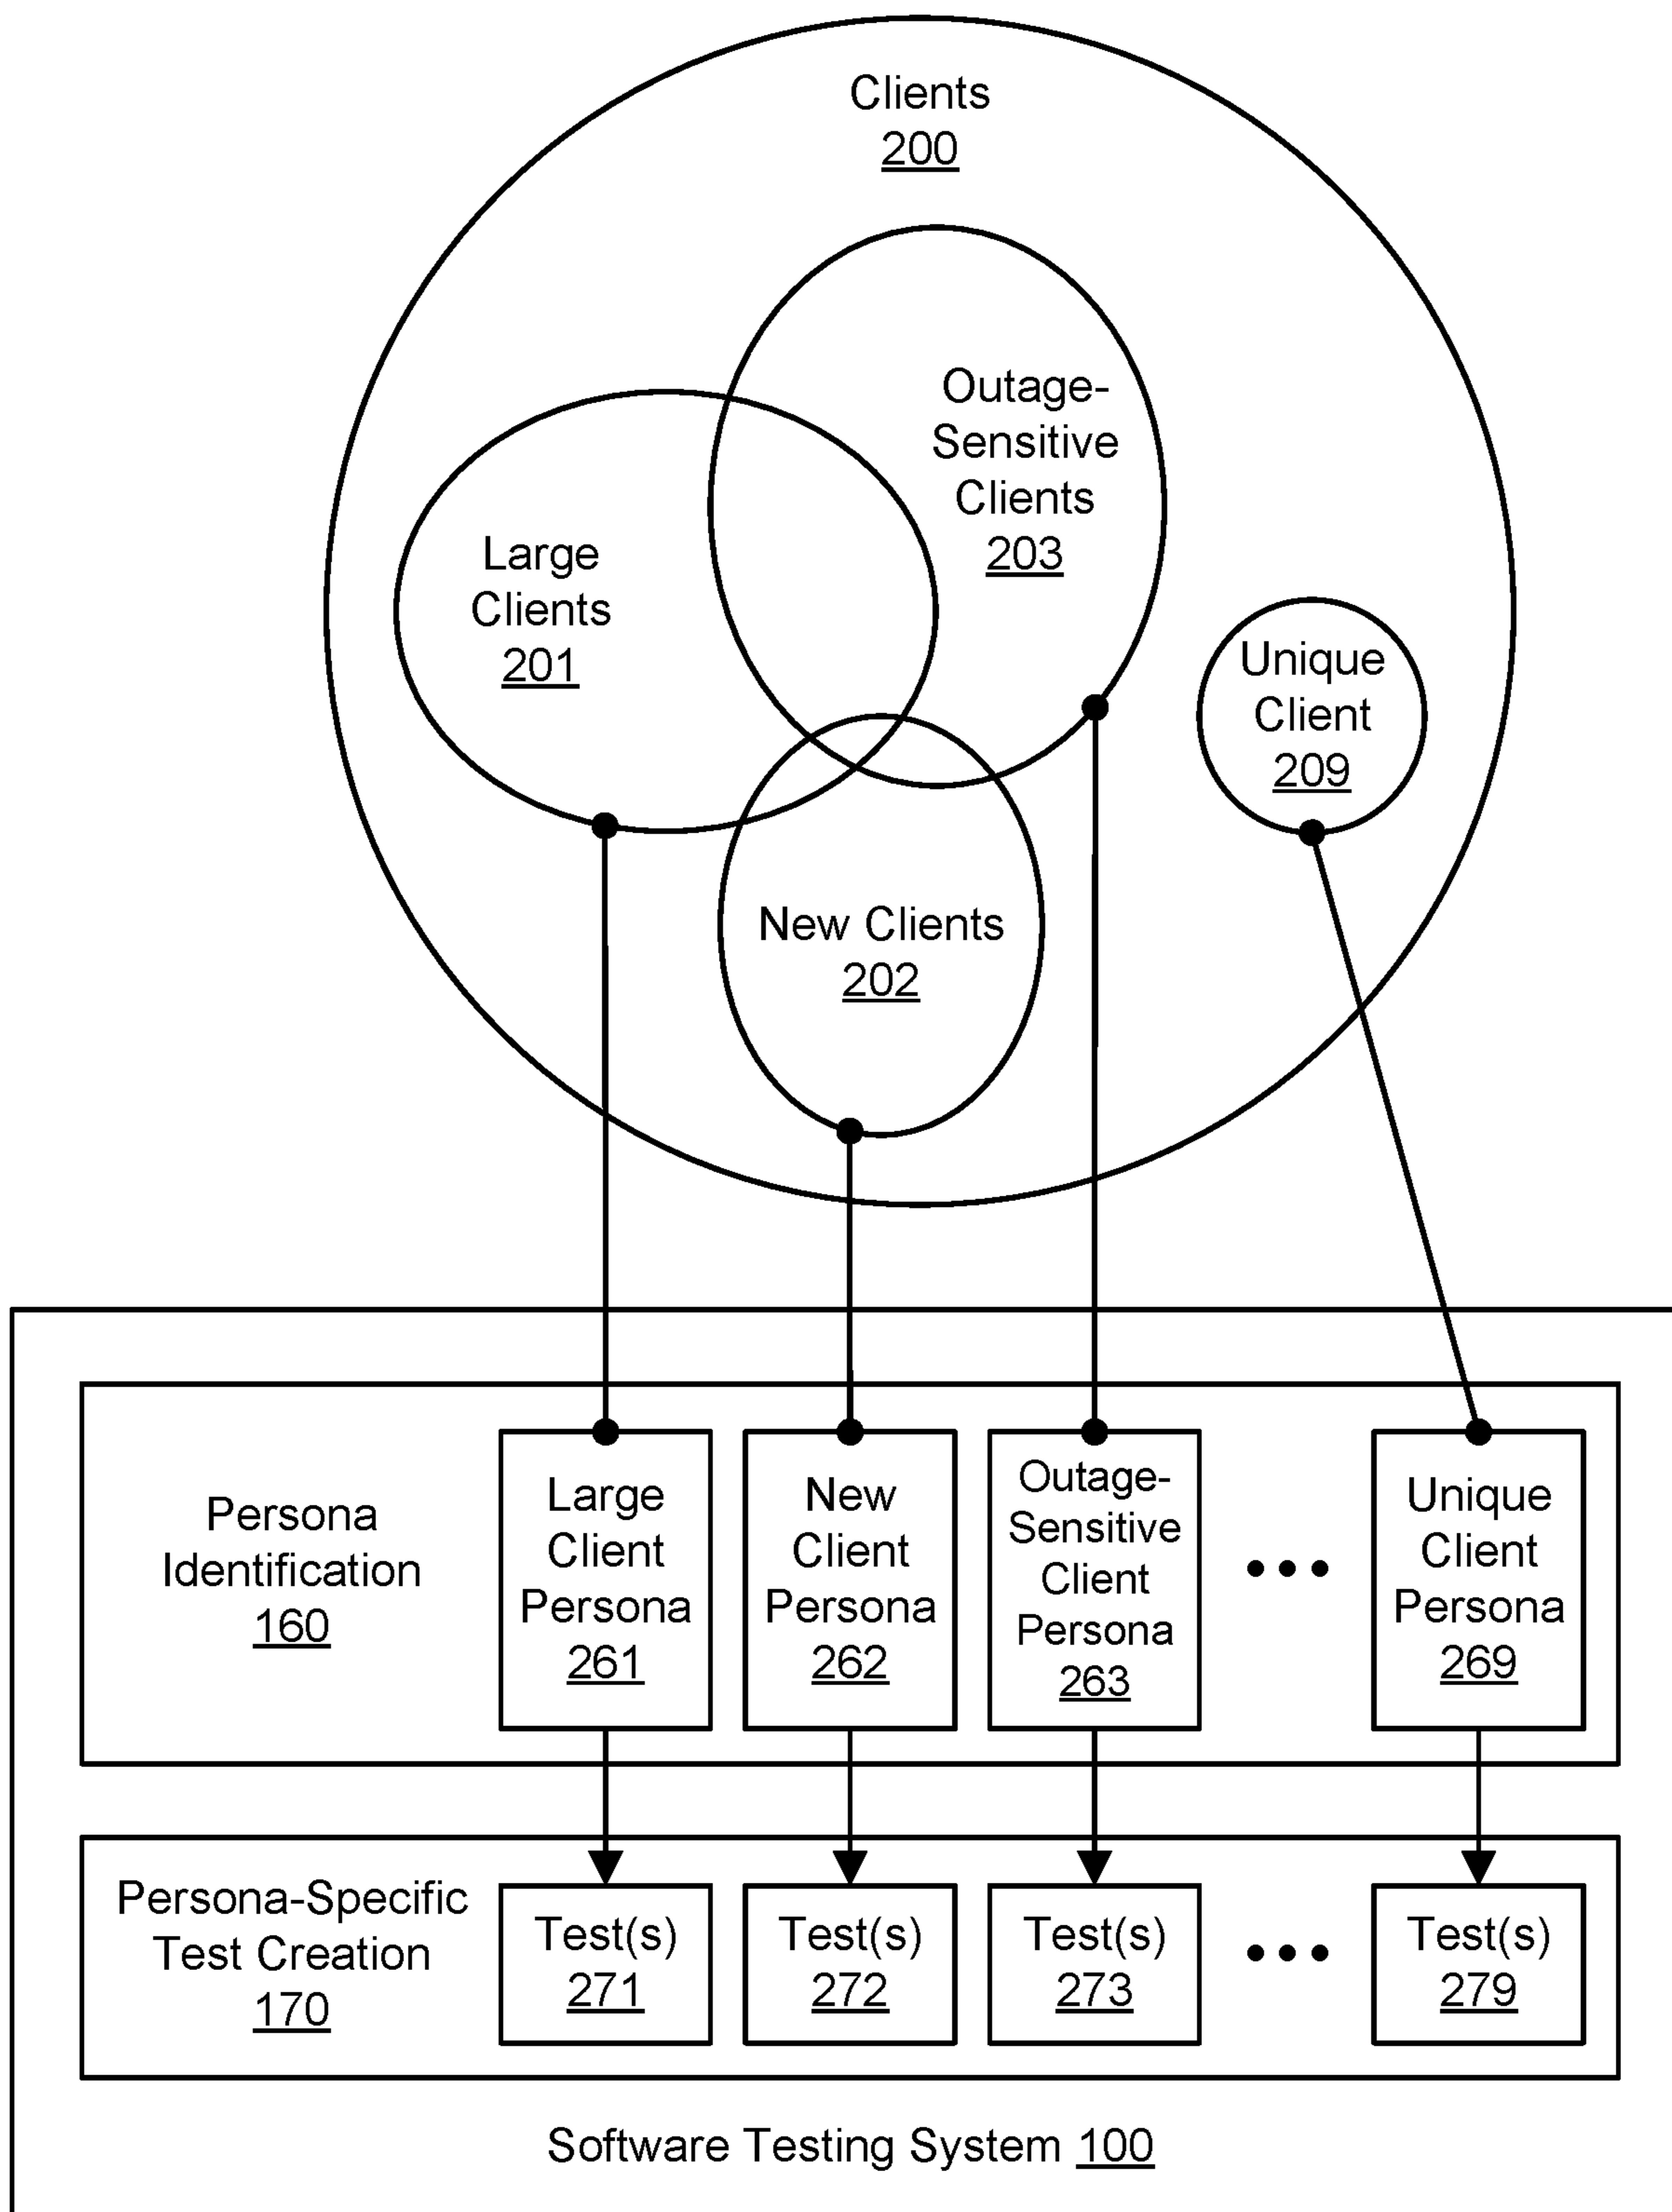 Clients
200
Outage-
Sensitive
Clients
203
Large
Clients
201
Unique
Client
209
New Clients
202
Persona
Identification
160
Large
Client
Persona
261
New
Client
Persona
262
Outage-
Sensitive
Client
Persona
263
Unique
Client
Persona
269
Persona-Specific
Test Creation
170
Test(s)
271
Test(s)
272
Test(s)
273
Test(s)
279
Software Testing System 100